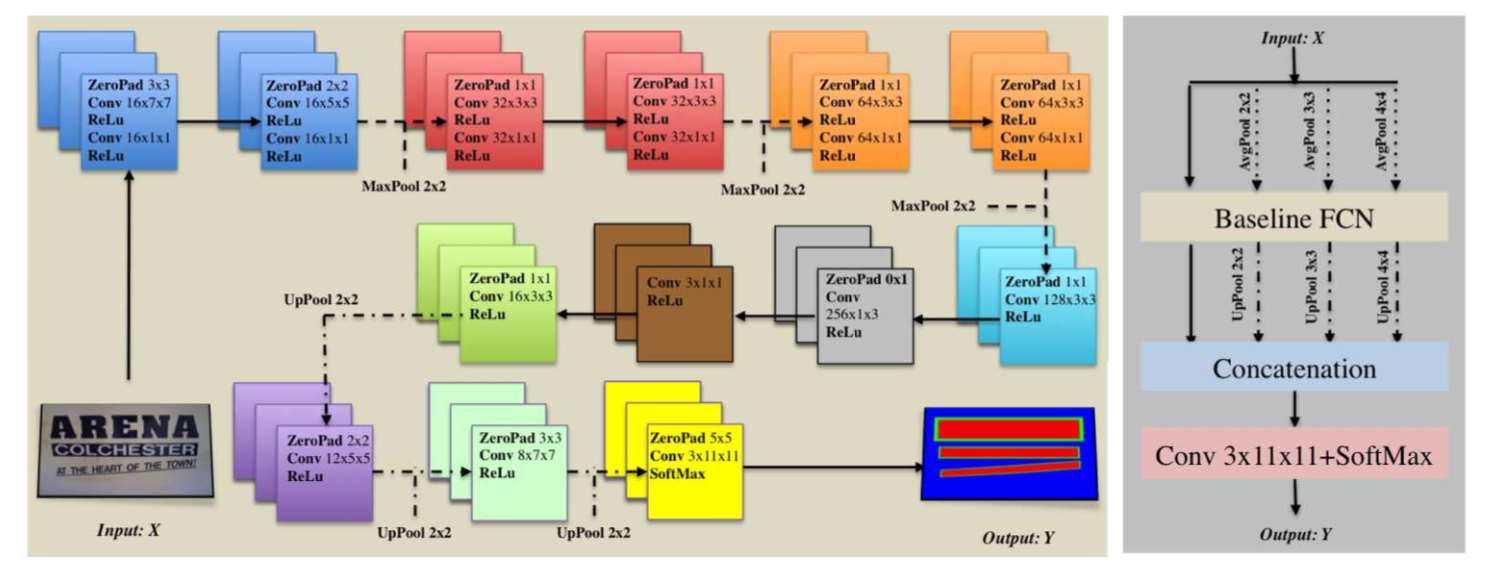 ZeroPad 3x3
Conv 16x7x7
ReLu
Conv 16x1x1
ReLu
ZeroPad 2x2
Conv 16x5x5
ReLu
Conv 16x1x1
ReLu
MaxPool 2x2
ZeroPad 1x1
Conv 32x3x3
ReLu
Conv 32x1x1
ReLu
ZeroPad 1x1
Conv 32x3x3
ReLu
Conv 32x1x1
ReLu
MaxPool 2x2
ZeroPad 1x1
Conv 64x3x3
ReLu
Conv 64x1x1
ReLu
ZeroPad 1x1
Conv 64x3x3
ReLu
Conv 64x1x1
ReLu
MaxPool 2x2
ZeroPad 1x1
Conv 128x3x3
ReLu
ZeroPad 0x1
Conv
256x1x3
ReLu
Conv 3x1x1
ReLu
ZeroPad 1x1
Conv 16x3x3
ReLu
UpPool 2x2
ZeroPad 2x2
Conv 12x5x5
ReLu
UpPool 2x2
ZeroPad 3x3
Conv 8x7x7
ReLu
UpPool 2x2
ZeroPad 5x5
Conv 3x11x11
SoftMax
ARENA
COLCHESTER
AT THE HEART OF THE TOWN!
Input: X
Output: Y
Input: X
AvgPool 2x2
AvgPool 3x3
AvgPool 4x4
Baseline FCN
UpPool 2x2
UpPool 3x3
UpPool 4x4
Concatenation
Conv 3x11x11+SoftMax
Output: Y